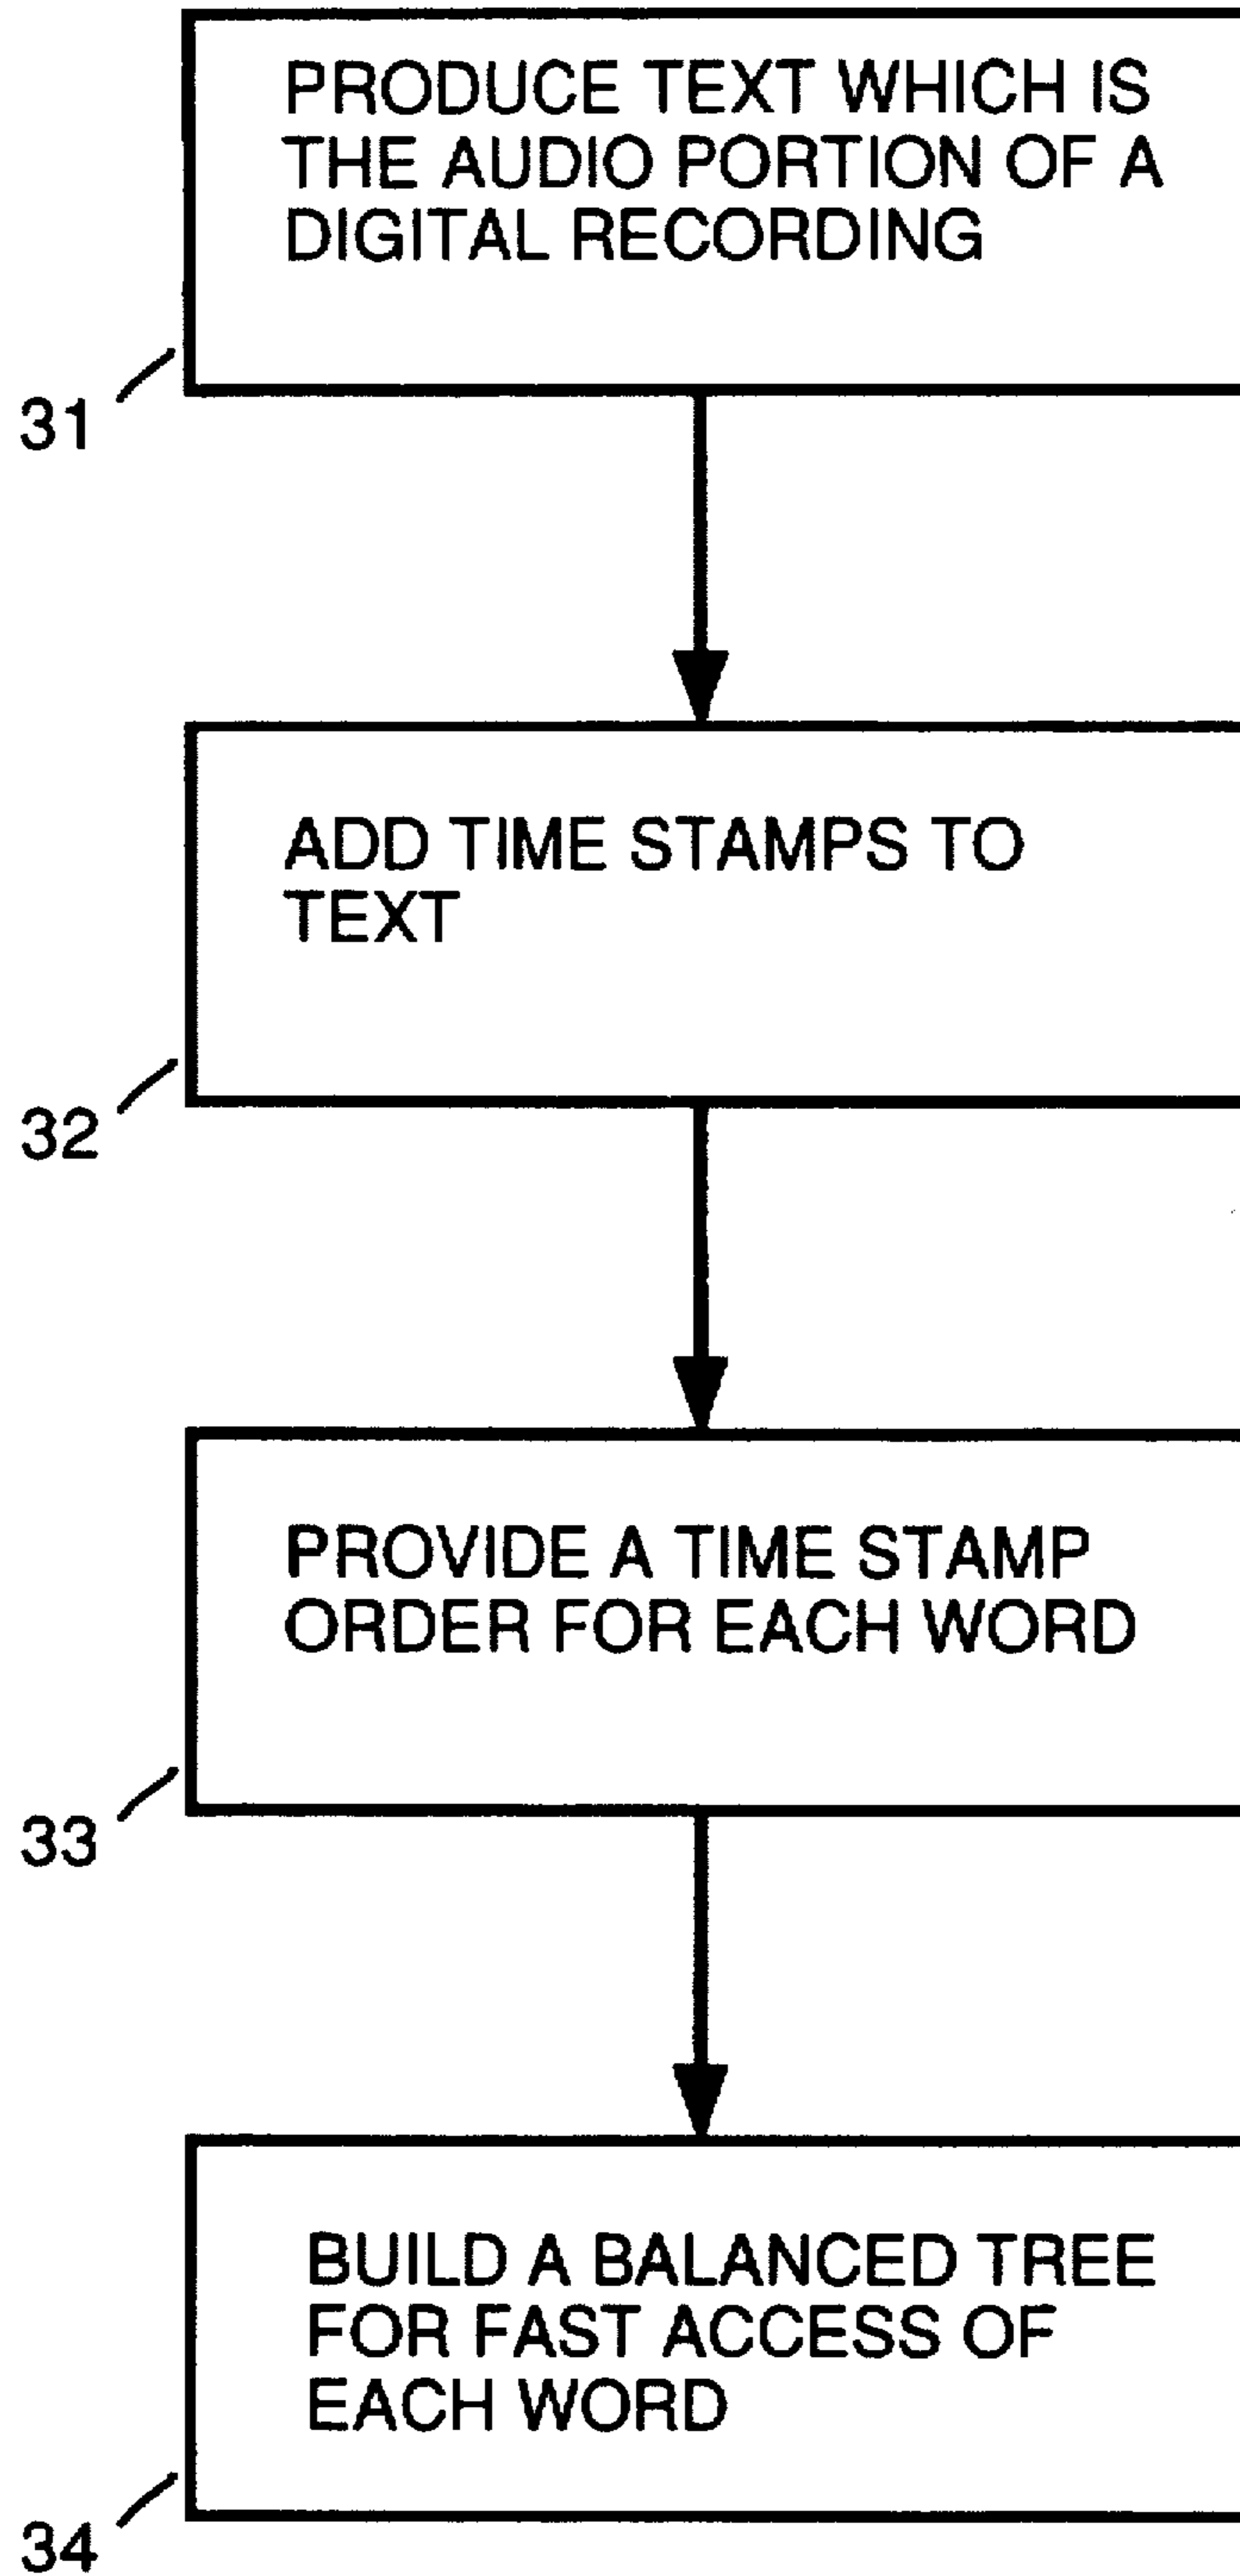 PRODUCE TEXT WHICH IS
THE AUDIO PORTION OF A
DIGITAL RECORDING
31
ADD TIME STAMPS TO
TEXT
32
PROVIDE A TIME STAMP
ORDER FOR EACH WORD
33
BUILD A BALANCED TREE
FOR FAST ACCESS OF
EACH WORD
34